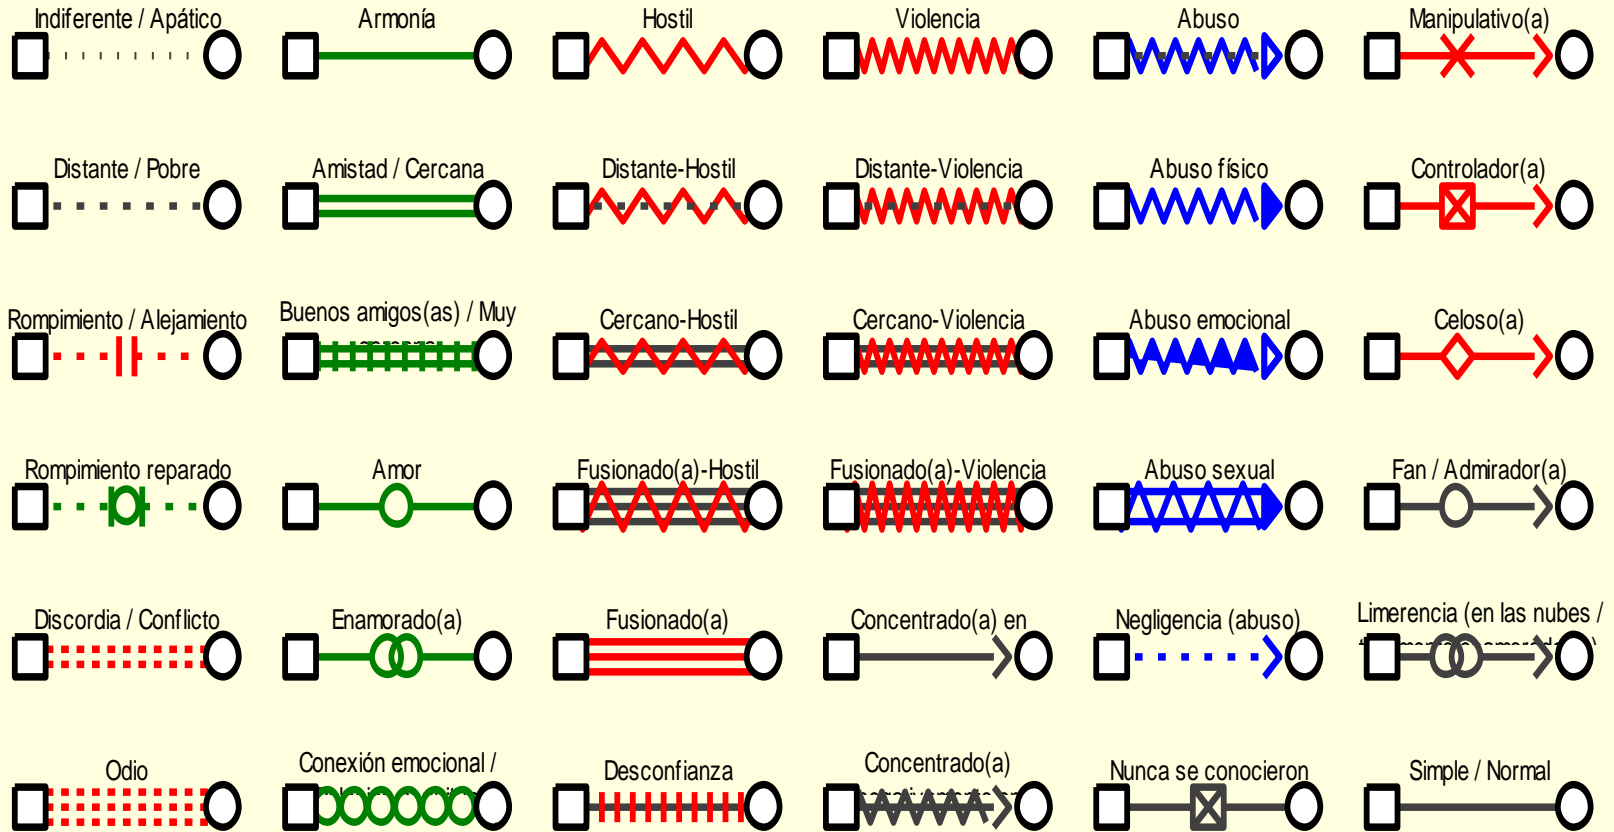 Indiferente / Apático
Armonía
Hostil
Violencia
Abuso
Manipulativo(a)
Distante / Pobre
Amistad / Cercana
Distante-Hostil
Distante-Violencia
Abuso físico
Controlador(a)
Rompimiento / Alejamiento
Buenos amigos(as) / Muy
Cercano-Hostil
Cercano-Violencia
Abuso emocional
Celoso(a)
Rompimiento reparado
Amor
Fusionado(a)-Hostil
Fusionado(a)-Violencia
Abuso sexual
Fan / Admirador(a)
Discordia / Conflicto
Enamorado(a)
Fusionado(a)
Concentrado(a) en
Negligencia (abuso)
Limerencia (en las nubes /
Odio
Conexión emocional /
Desconfianza
Concentrado(a)
Nunca se conocieron
Simple / Normal